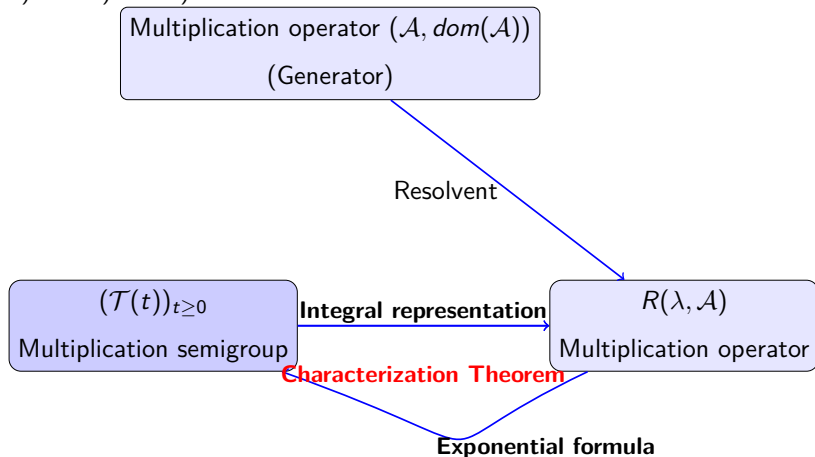 Multiplication operator (𝒜, dom(𝒜))
(Generator)
Resolvent
(𝒯(t))ₜ≥₀
Multiplication semigroup
Integral representation
R(λ, 𝒜)
Multiplication operator
Characterization Theorem
Exponential formula